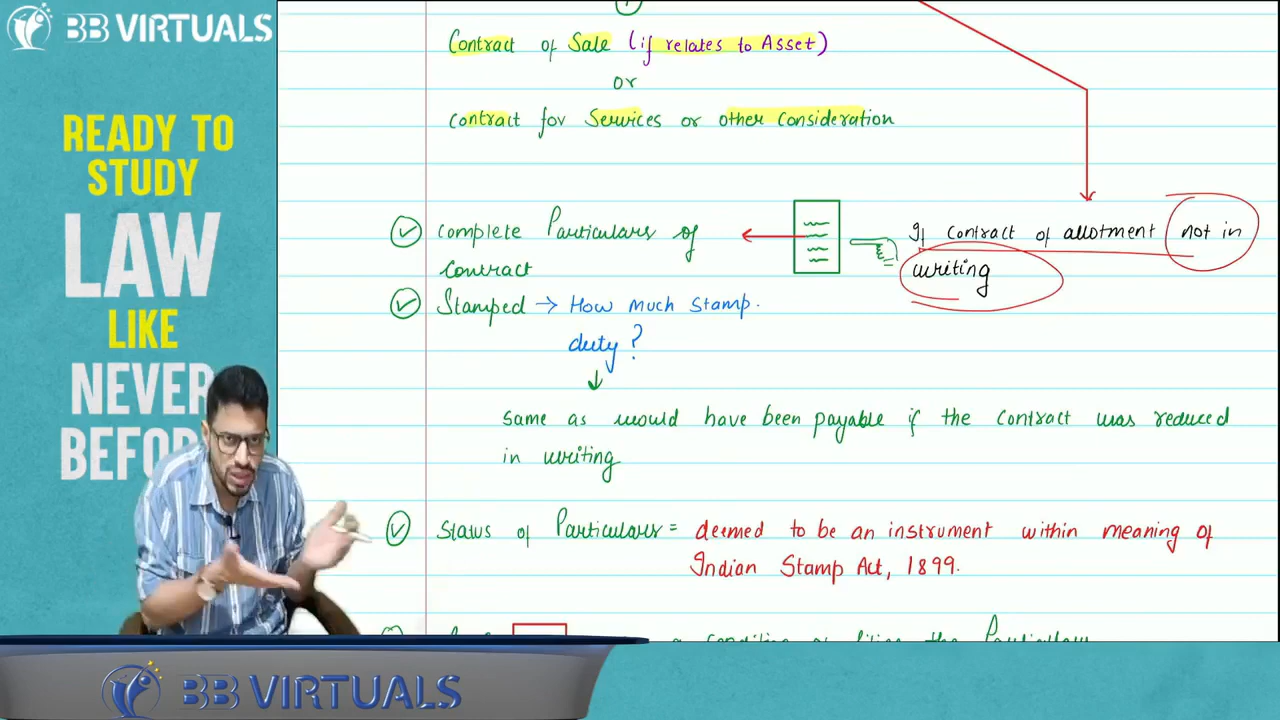 BB VIRTUALS
READY TO
STUDY
LAW
LIKE
NEVER
Contract of Sale (if relates to Asset)
or
contract for Services or other consideration
If contract of allotment not in
writing
complete Particulars of
contract
Stamped → How much stamp.
duty ?
same as would have been payable if the contract was reduced
in writing
Status of Particulars = deemed to be an instrument within meaning of
Indian Stamp Act, 1899.
BB VIRTUALS